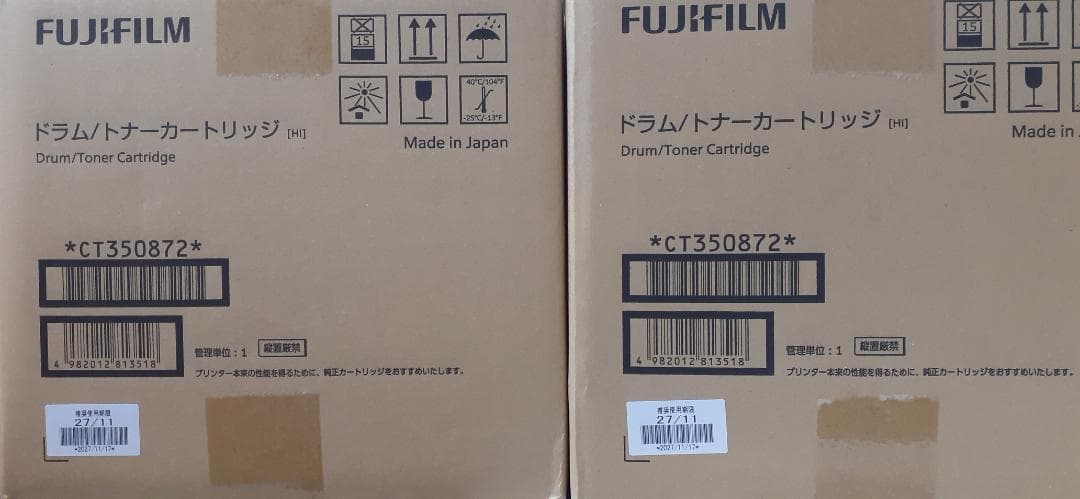 FUJIFILM
15
40℃/104°F
-25℃/-13°F
ドラム/トナーカートリッジ [HI]
Made in Japan
Drum/Toner Cartridge
*CT350872*
4 982012 813518
管理単位：1 縦置厳禁
プリンター本来の性能を得るために、純正カートリッジをおすすめいたします。
推奨使用期限
27/11
*2027/11/17*
FUJIFILM
15
ドラム/トナーカートリッジ [HI]
Made in
Drum/Toner Cartridge
*CT350872*
4 982012 813518
管理単位：1 縦置厳禁
プリンター本来の性能を得るために、純正カートリッジをおすすめいたします。
推奨使用期限
27/11
*2027/11/17*